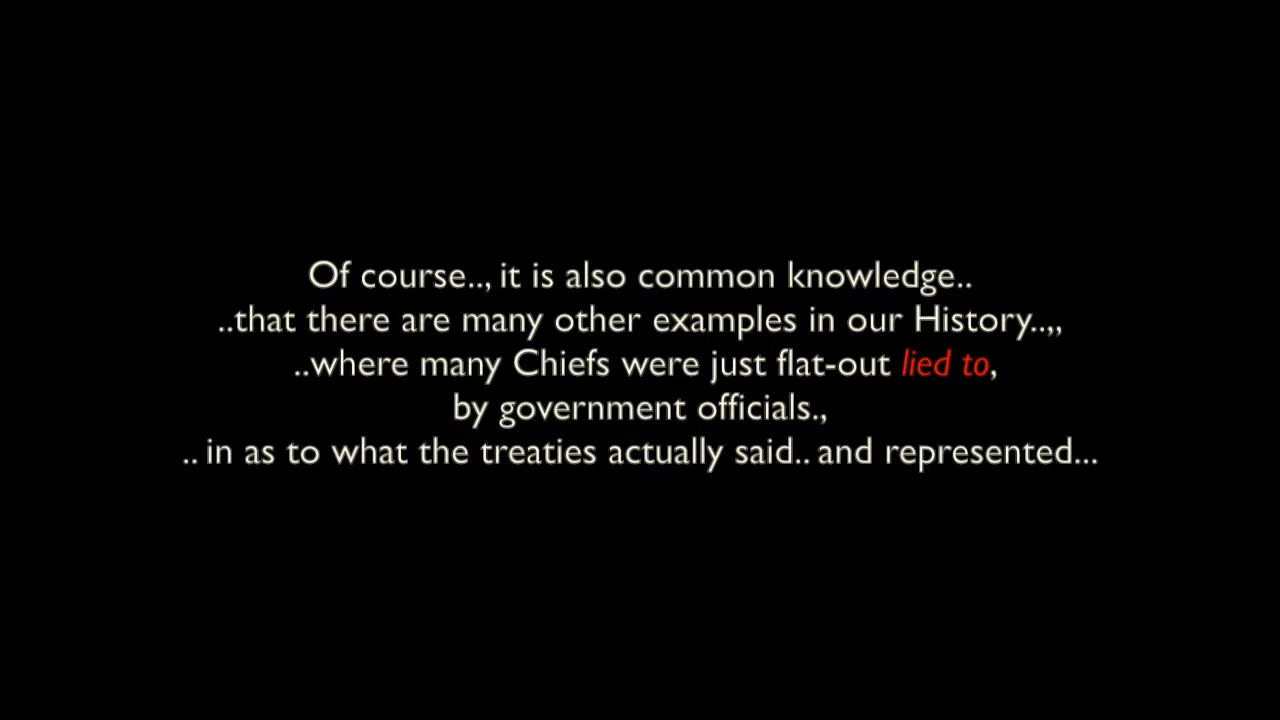 Of course.., it is also common knowledge..
..that there are many other examples in our History..,,
..where many Chiefs were just flat-out lied to,
by government officials.,
.. in as to what the treaties actually said.. and represented...